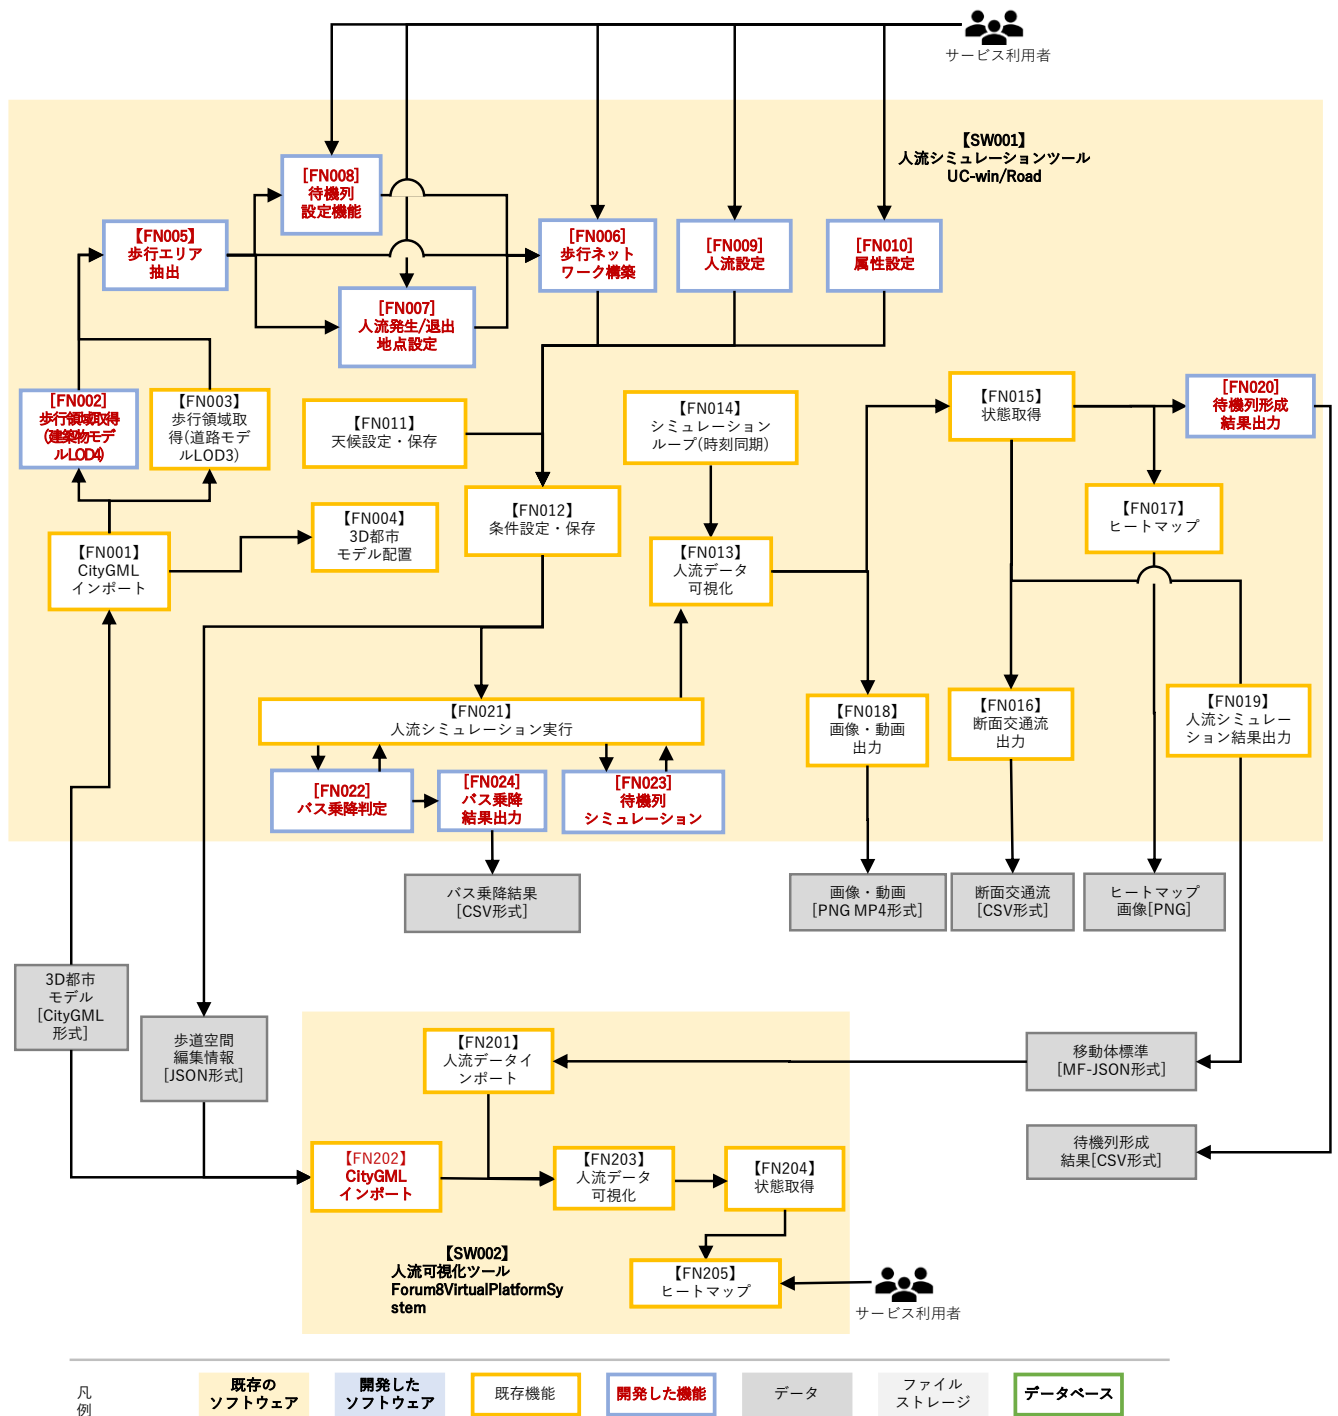 サービス利用者
【SW001】
人流シミュレーションツール
UC-win/Road
[FN008]
待機列
設定機能
【FN005】
歩行エリア
抽出
[FN006]
歩行ネット
ワーク構築
[FN009]
人流設定
[FN010]
属性設定
[FN007]
人流発生/退出
地点設定
[FN002]
歩行領域取得
(建築物モデ
ルLOD4)
【FN003】
歩行領域取
得(道路モデ
ルLOD3)
【FN011】
天候設定・保存
【FN014】
シミュレーション
ループ(時刻同期)
【FN015】
状態取得
[FN020]
待機列形成
結果出力
【FN001】
CityGML
インポート
【FN004】
3D都市
モデル配置
【FN012】
条件設定・保存
【FN013】
人流データ
可視化
【FN017】
ヒートマップ
【FN021】
人流シミュレーション実行
【FN018】
画像・動画
出力
【FN016】
断面交通流
出力
【FN019】
人流シミュレー
ション結果出力
[FN022]
バス乗降判定
[FN024]
バス乗降
結果出力
[FN023]
待機列
シミュレーション
バス乗降結果
[CSV形式]
画像・動画
[PNG MP4形式]
断面交通流
[CSV形式]
ヒートマップ
画像[PNG]
3D都市
モデル
[CityGML
形式]
歩道空間
編集情報
[JSON形式]
【FN201】
人流データイ
ンポート
移動体標準
[MF-JSON形式]
待機列形成
結果[CSV形式]
【FN202】
CityGML
インポート
【FN203】
人流データ
可視化
【FN204】
状態取得
【SW002】
人流可視化ツール
Forum8VirtualPlatformSy
stem
【FN205】
ヒートマップ
サービス利用者
凡
例
既存の
ソフトウェア
開発した
ソフトウェア
既存機能
開発した機能
データ
ファイル
ストレージ
データベース